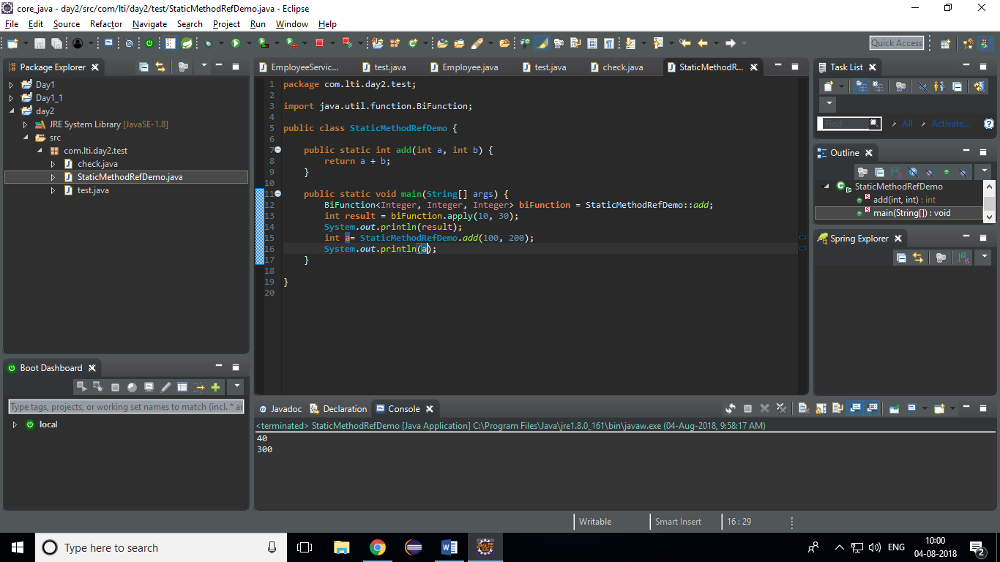 core_java - day2/src/com/lti/day2/test/StaticMethodRefDemo.java - Eclipse
File Edit Source Refactor Navigate Search Project Run Window Help
Quick Access
Package Explorer
Day1
Day1_1
day2
JRE System Library [JavaSE-1.8]
src
com.lti.day2.test
check.java
StaticMethodRefDemo.java
test.java
Boot Dashboard
Type tags, projects, or working set names to match (incl. * ar
local
EmployeeServic... test.java Employee.java test.java check.java StaticMethodR...
1 package com.lti.day2.test;
2
3 import java.util.function.BiFunction;
4
5 public class StaticMethodRefDemo {
6
7 public static int add(int a, int b) {
8 return a + b;
9 }
10
11 public static void main(String[] args) {
12 BiFunction<Integer, Integer, Integer> biFunction = StaticMethodRefDemo::add;
13 int result = biFunction.apply(10, 30);
14 System.out.println(result);
15 int a= StaticMethodRefDemo.add(100, 200);
16 System.out.println(a);
17 }
18
19 }
20
Task List
Find All Activate...
Outline
StaticMethodRefDemo
add(int, int) : int
main(String[]) : void
Spring Explorer
Javadoc Declaration Console
<terminated> StaticMethodRefDemo [Java Application] C:\Program Files\Java\jre1.8.0_161\bin\javaw.exe (04-Aug-2018, 9:58:17 AM)
40
300
Writable Smart Insert 16 : 29
Type here to search
ENG
10:00
04-08-2018
2